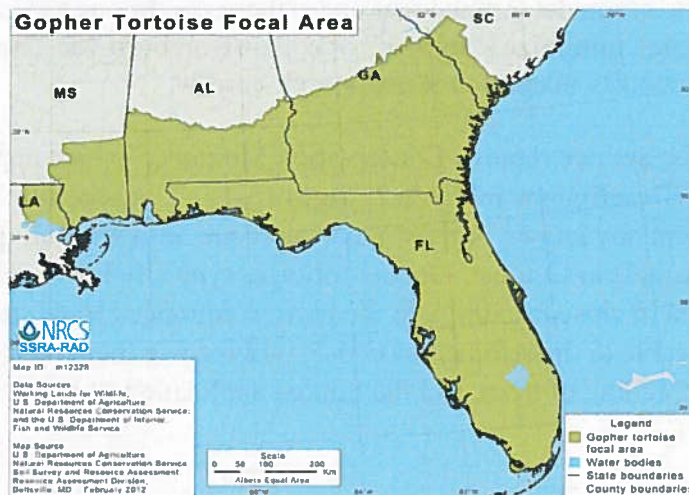 Gopher Tortoise Focal Area
SC
GA
AL
MS
LA
FL
NRCS
SSRA-RAD
Map ID: m12328
Data Sources
Working Lands for Wildlife,
U.S. Department of Agriculture
Natural Resources Conservation Service;
and the U.S. Department of Interior,
Fish and Wildlife Service
Map Source
U.S. Department of Agriculture
Natural Resources Conservation Service
Soil Survey and Resource Assessment
Resource Assessment Division,
Beltsville, MD February 2012
Scale
0 50 100 200
Km
Albers Equal Area
Legend
Gopher tortoise
focal area
Water bodies
State boundaries
County boundaries